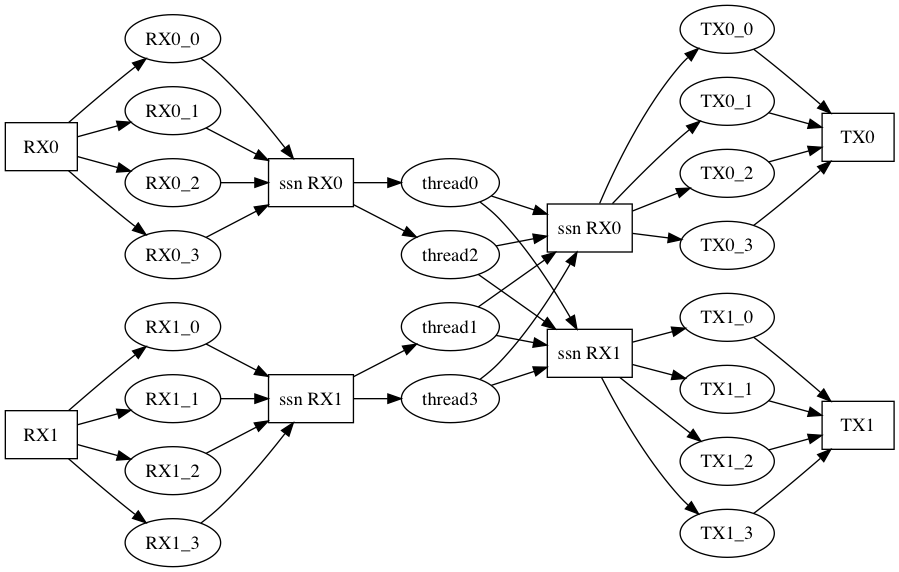 RX0
RX0_0
RX0_1
RX0_2
RX0_3
ssn RX0
RX1
RX1_0
RX1_1
RX1_2
RX1_3
ssn RX1
thread0
thread2
thread1
thread3
ssn RX0
ssn RX1
TX0_0
TX0_1
TX0_2
TX0_3
TX0
TX1_0
TX1_1
TX1_2
TX1_3
TX1